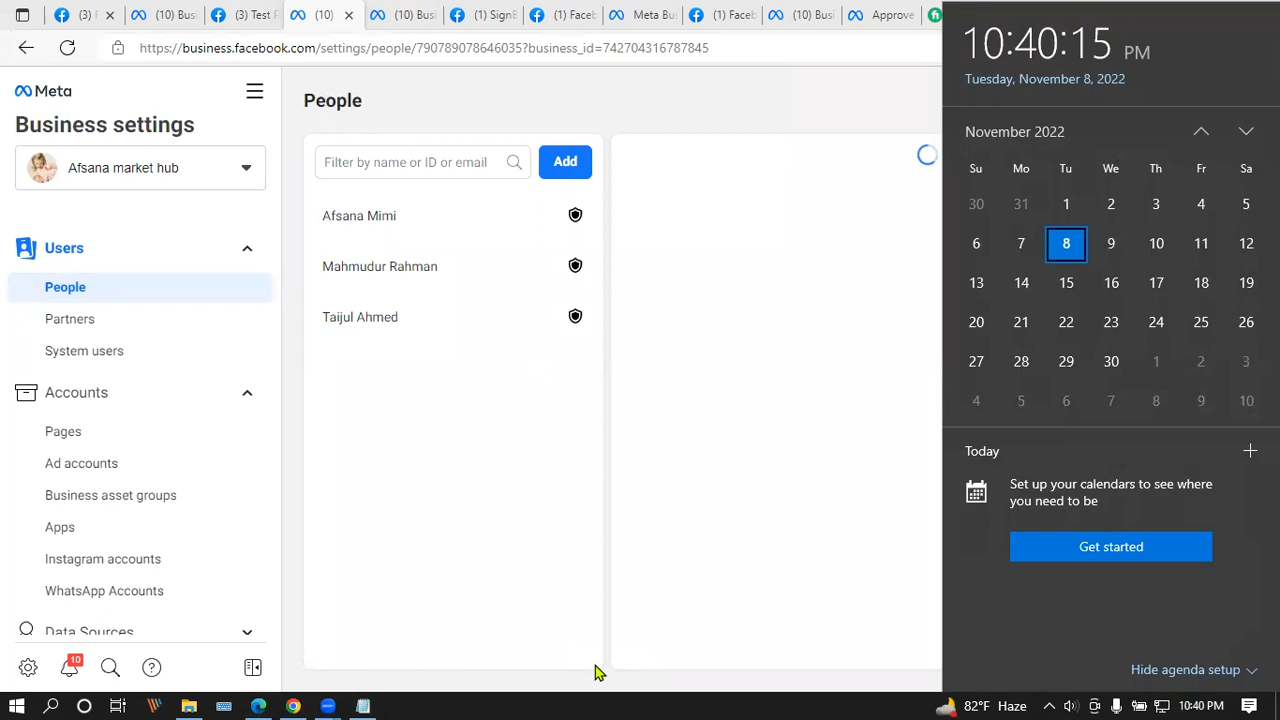 (3) F
(10) Busi
(3) Test F
(10)
(10) Busi
(1) SignE
(1) Faceb
Meta Bus
(1) Faceb
(10) Busi
Approve
https://business.facebook.com/settings/people/790789078646035?business_id=742704316787845
Meta
Business settings
Afsana market hub
Users
People
Partners
System users
Accounts
Pages
Ad accounts
Business asset groups
Apps
Instagram accounts
WhatsApp Accounts
Data Sources
10
People
Filter by name or ID or email
Add
Afsana Mimi
Mahmudur Rahman
Taijul Ahmed
10:40:15 PM
Tuesday, November 8, 2022
November 2022
Su Mo Tu We Th Fr Sa
30 31 1 2 3 4 5
6 7 8 9 10 11 12
13 14 15 16 17 18 19
20 21 22 23 24 25 26
27 28 29 30 1 2 3
4 5 6 7 8 9 10
Today
Set up your calendars to see where
you need to be
Get started
Hide agenda setup
82°F Haze
10:40 PM